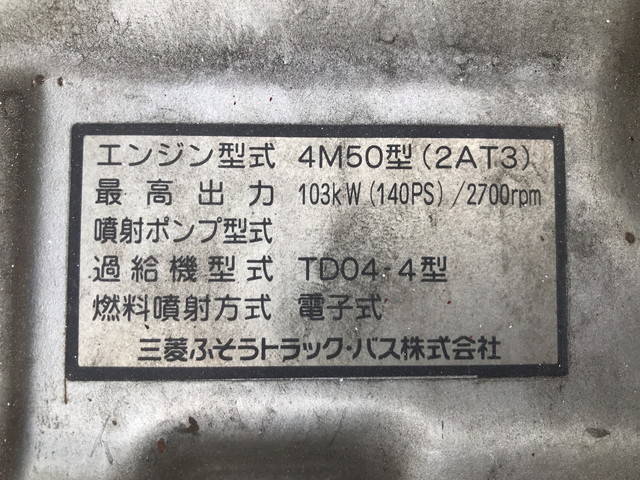 エンジン型式 4M50型(2AT3)
最高出力 103kW(140PS)/2700rpm
噴射ポンプ型式
過給機型式 TD04-4型
燃料噴射方式 電子式
三菱ふそうトラック・バス株式会社